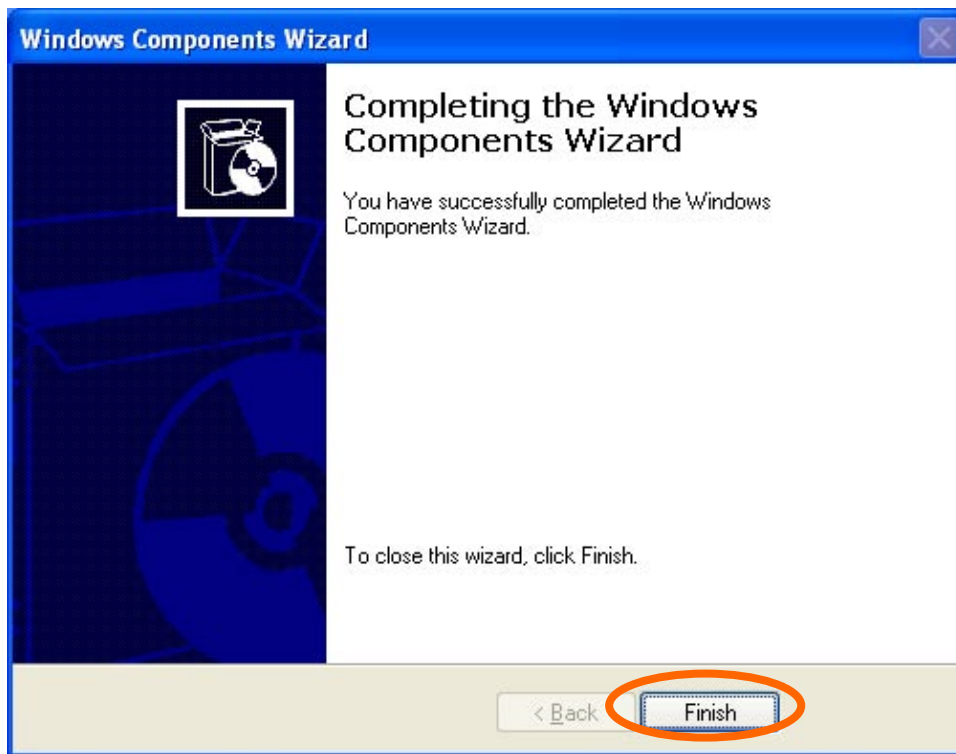 Windows Components Wizard
Completing the Windows
Components Wizard
You have successfully completed the Windows
Components Wizard.
To close this wizard, click Finish.
< Back
Finish